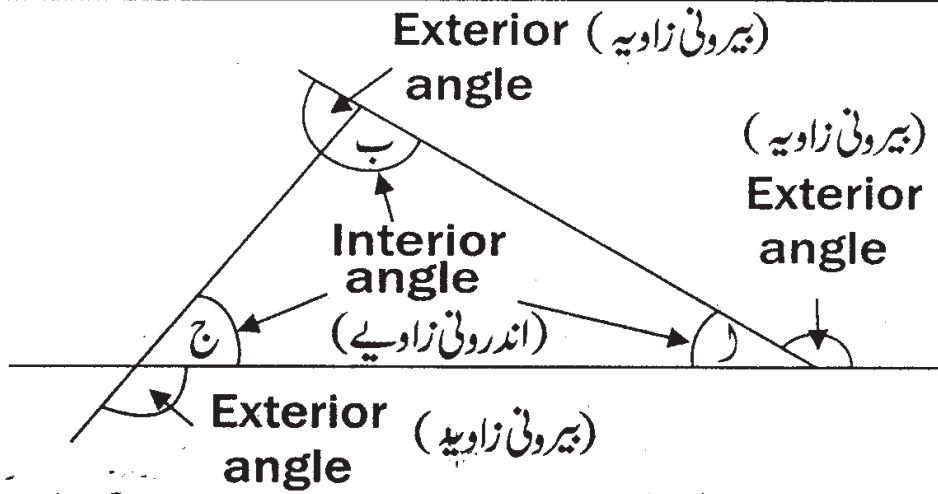 Exterior (بیرونی زاویہ)
angle
(بیرونی زاویہ)
Exterior
angle
ب
Interior
angle
(اندرونی زاویے)
ج
ا
Exterior (بیرونی زاویہ)
angle